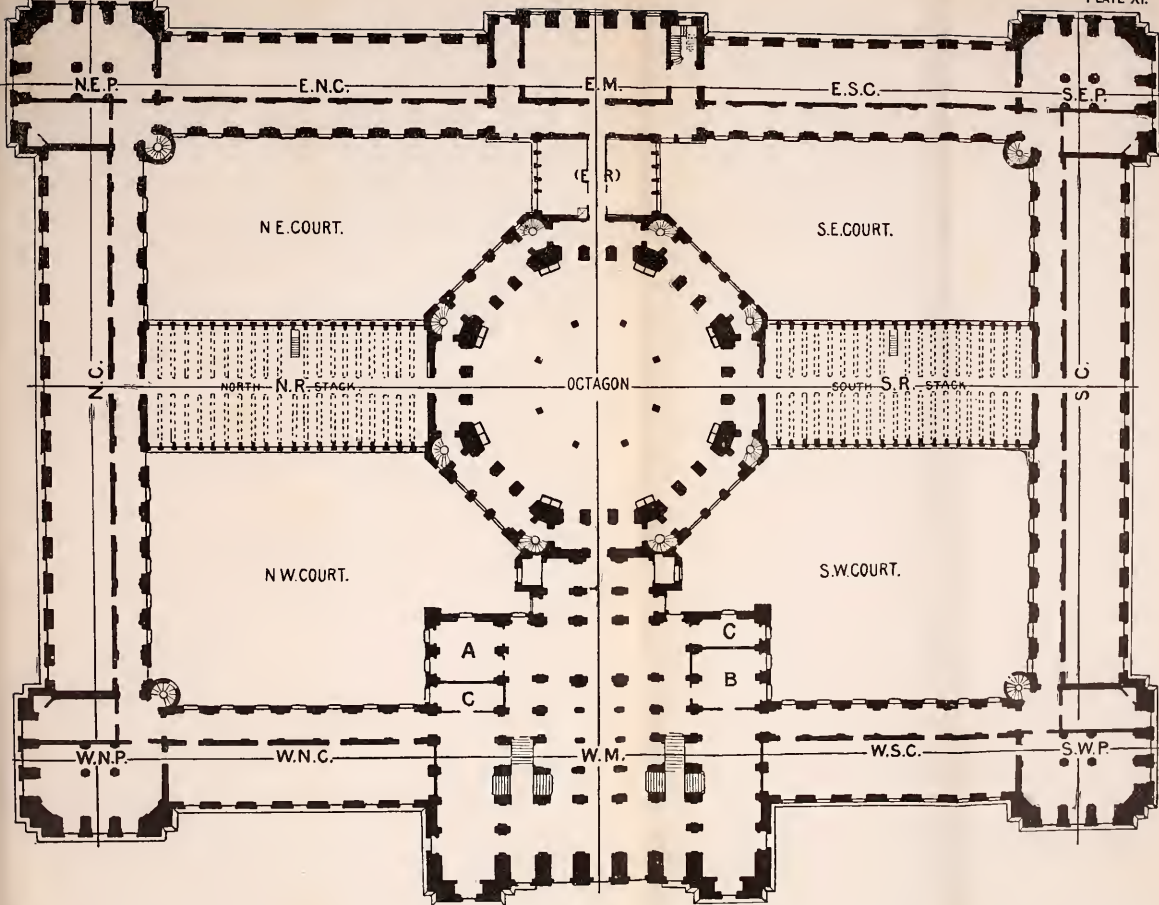 PLATE XI.
N.E.P.
E.N.C.
E.M.
E.S.C.
S.E.P.
(E R)
N E. COURT.
S.E. COURT.
N.C.
NORTH N.R. STACK.
OCTAGON
SOUTH S.R. STACK
S C.
N W. COURT.
S.W. COURT.
A
C
C
B
W.N.P.
W.N.C.
W.M.
W.S.C.
S.W.P.